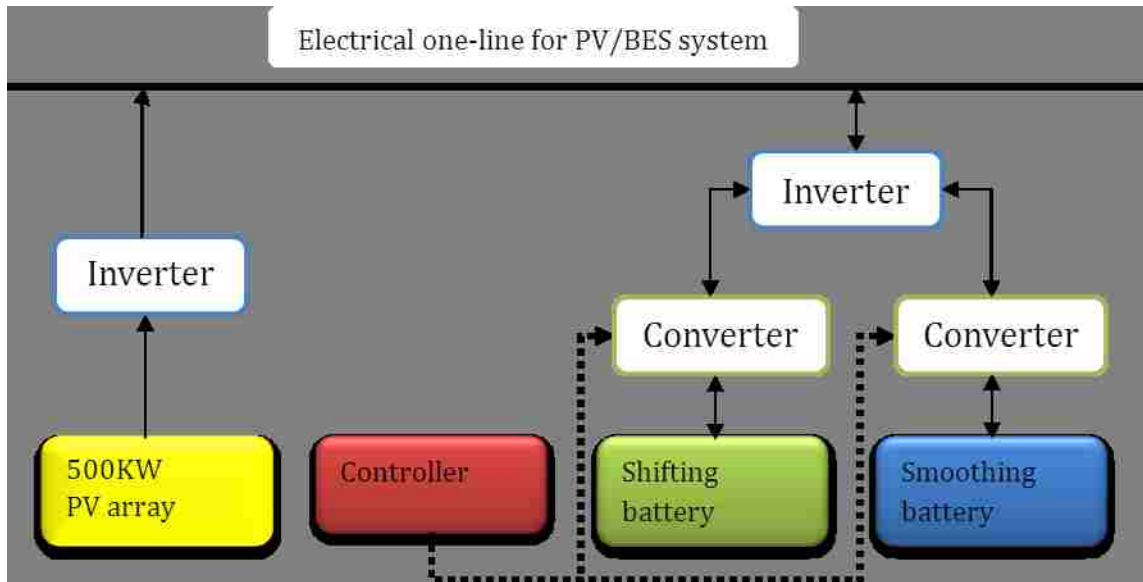 Electrical one-line for PV/BES system
Inverter
Inverter
Converter
Converter
500KW
PV array
Controller
Shifting
battery
Smoothing
battery